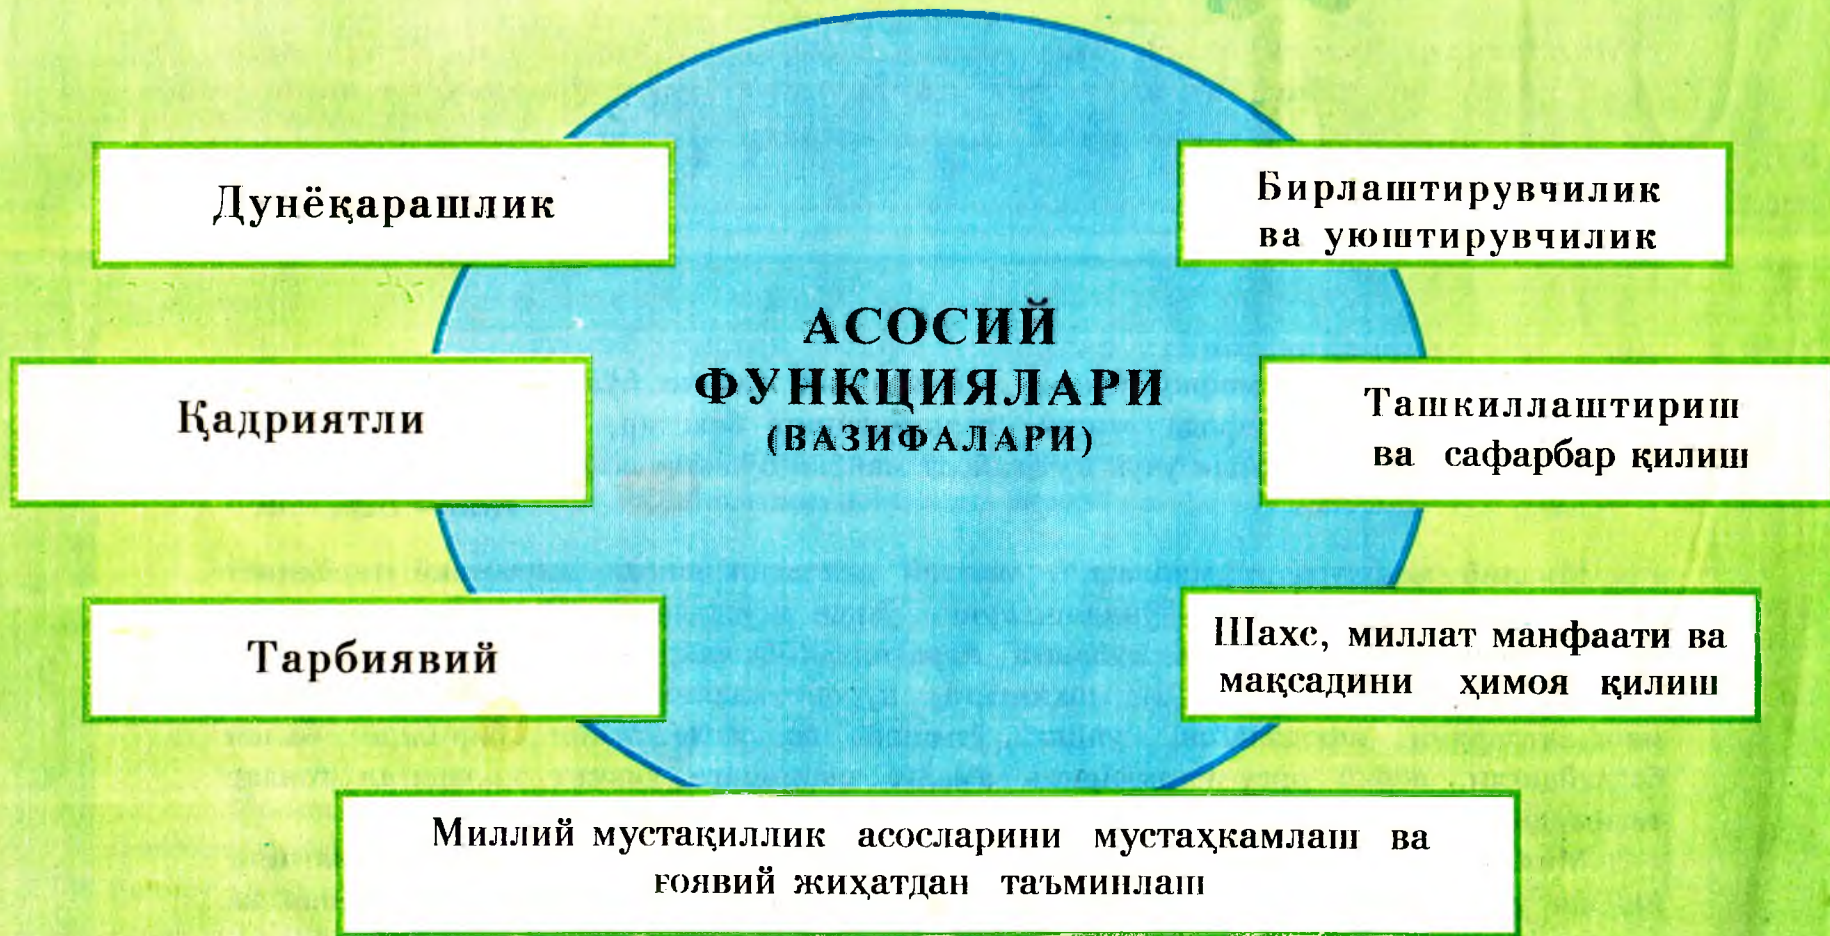 Дунёқарашлик
Бирлаштирувчилик
ва уюштирувчилик
АСОСИЙ
ФУНКЦИЯЛАРИ
(ВАЗИФАЛАРИ)
Қадриятли
Ташкиллаштириш
ва сафарбар қилиш
Тарбиявий
Шахс, миллат манфаати ва
мақсадини ҳимоя қилиш
Миллий мустақиллик асосларини мустаҳкамлаш ва
ғоявий жиҳатдан таъминлаш